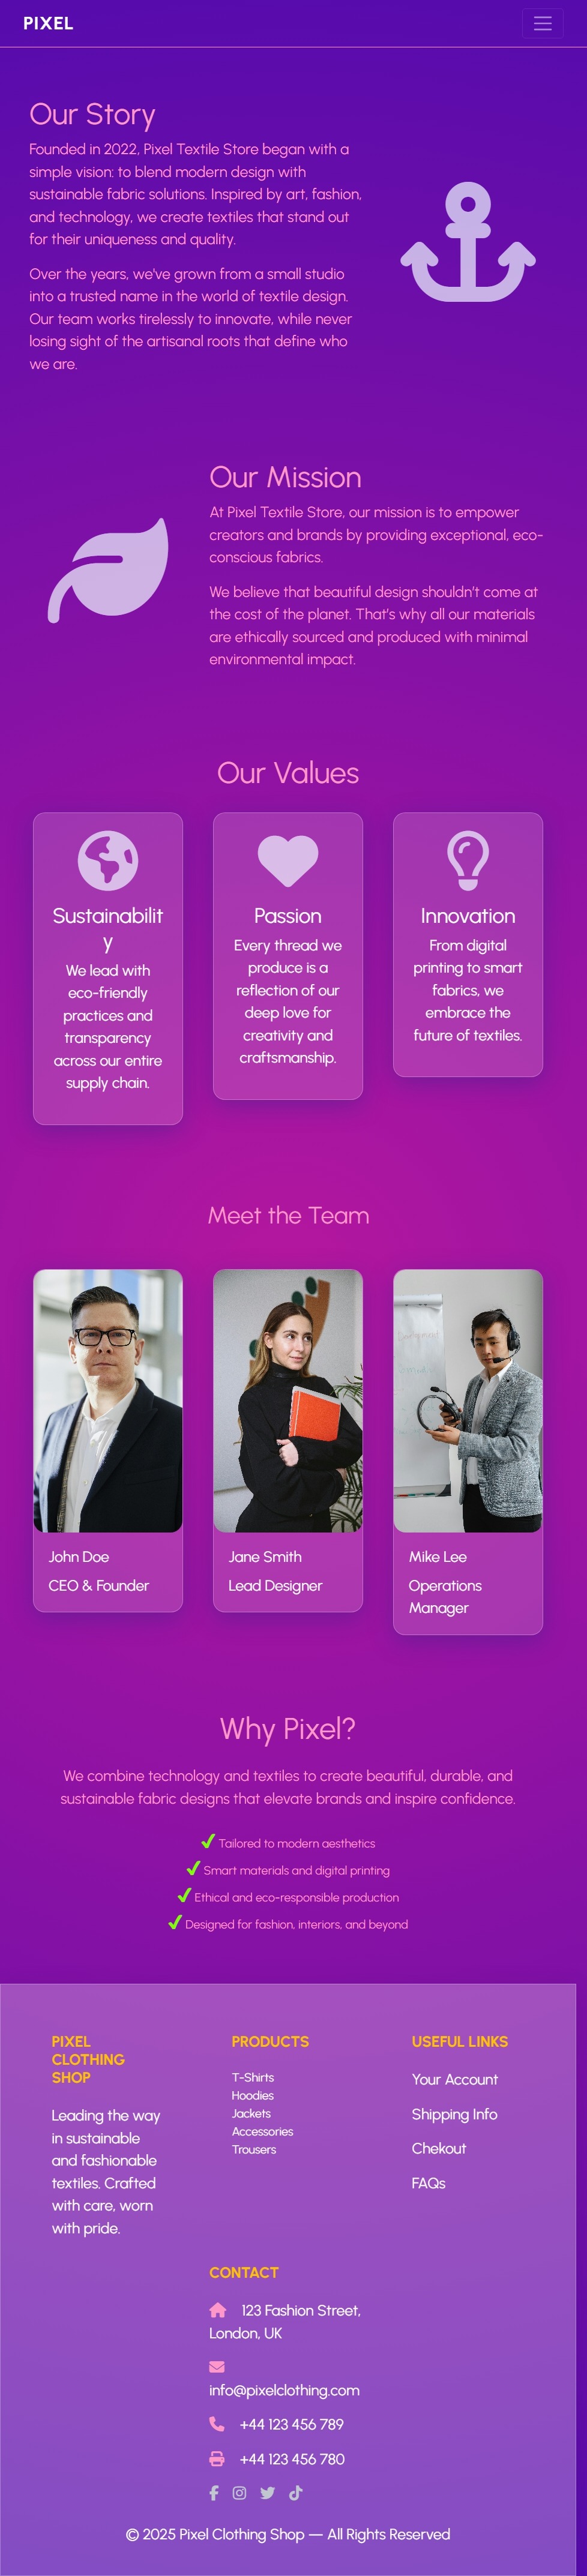 PIXEL
Our Story
Founded in 2022, Pixel Textile Store began with a
simple vision: to blend modern design with
sustainable fabric solutions. Inspired by art, fashion,
and technology, we create textiles that stand out
for their uniqueness and quality.
Over the years, we've grown from a small studio
into a trusted name in the world of textile design.
Our team works tirelessly to innovate, while never
losing sight of the artisanal roots that define who
we are.
Our Mission
At Pixel Textile Store, our mission is to empower
creators and brands by providing exceptional, eco-
conscious fabrics.
We believe that beautiful design shouldn't come at
the cost of the planet. That's why all our materials
are ethically sourced and produced with minimal
environmental impact.
Our Values
Sustainabilit
y
We lead with
eco-friendly
practices and
transparency
across our entire
supply chain.
Passion
Every thread we
produce is a
reflection of our
deep love for
creativity and
craftsmanship.
Innovation
From digital
printing to smart
fabrics, we
embrace the
future of textiles.
Meet the Team
John Doe
CEO & Founder
Jane Smith
Lead Designer
Mike Lee
Operations
Manager
Why Pixel?
We combine technology and textiles to create beautiful, durable, and
sustainable fabric designs that elevate brands and inspire confidence.
✔ Tailored to modern aesthetics
✔ Smart materials and digital printing
✔ Ethical and eco-responsible production
✔ Designed for fashion, interiors, and beyond
PIXEL
CLOTHING
SHOP
Leading the way
in sustainable
and fashionable
textiles. Crafted
with care, worn
with pride.
PRODUCTS
T-Shirts
Hoodies
Jackets
Accessories
Trousers
USEFUL LINKS
Your Account
Shipping Info
Chekout
FAQs
CONTACT
123 Fashion Street,
London, UK
info@pixelclothing.com
+44 123 456 789
+44 123 456 780
© 2025 Pixel Clothing Shop — All Rights Reserved